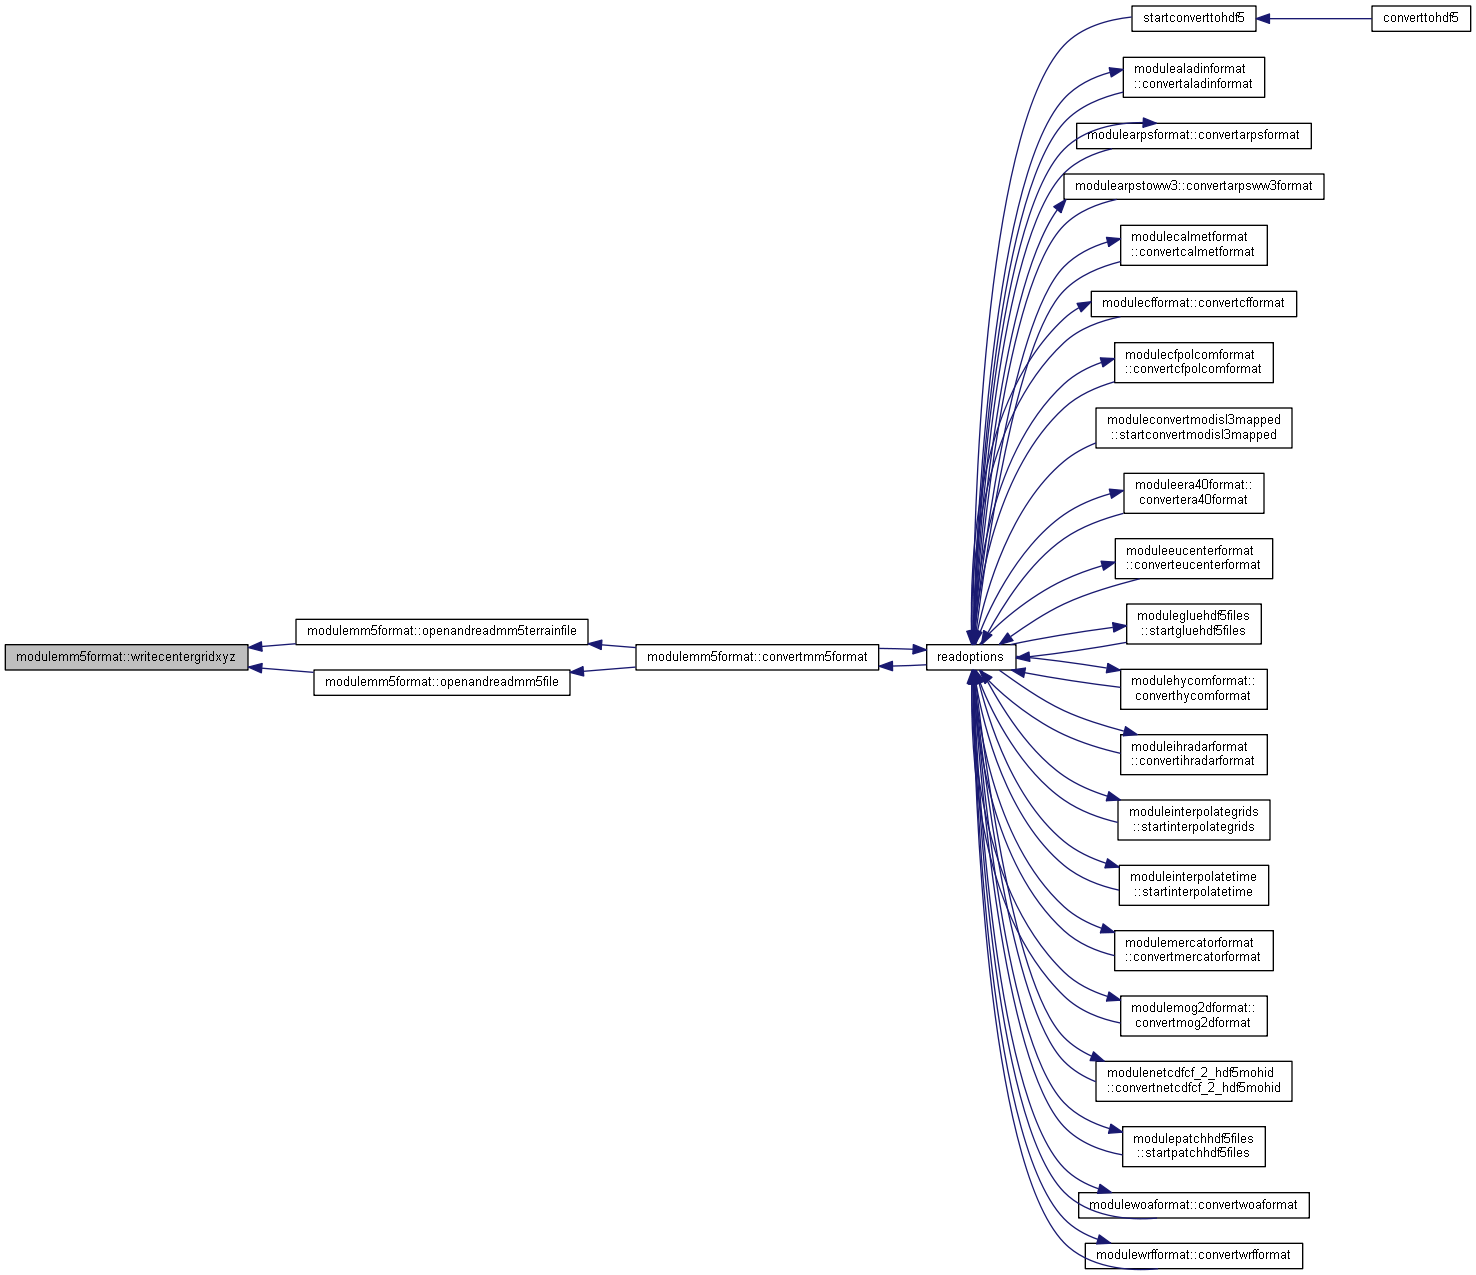 startconverttohdf5
converttohdf5
modulealadinformat
::convertaladinformat
modulearpsformat::convertarpsformat
modulearpstoww3::convertarpsww3format
modulecalmetformat
::convertcalmetformat
modulecfformat::convertcfformat
modulecfpolcomformat
::convertcfpolcomformat
moduleconvertmodisl3mapped
::startconvertmodisl3mapped
moduleera40format::
convertera40format
moduleeucenterformat
::converteucenterformat
modulegluehdf5files
::startgluehdf5files
modulemm5format::openandreadmm5terrainfile
modulemm5format::writecentergridxyz
modulemm5format::convertmm5format
readoptions
modulemm5format::openandreadmm5file
modulehycomformat::
converthycomformat
moduleihradarformat
::convertihradarformat
moduleinterpolategrids
::startinterpolategrids
moduleinterpolatetime
::startinterpolatetime
modulemercatorformat
::convertmercatorformat
modulemog2dformat::
convertmog2dformat
modulenetcdfcf_2_hdf5mohid
::convertnetcdfcf_2_hdf5mohid
modulepatchhdf5files
::startpatchhdf5files
modulewoaformat::convertwoaformat
modulewrfformat::convertwrfformat